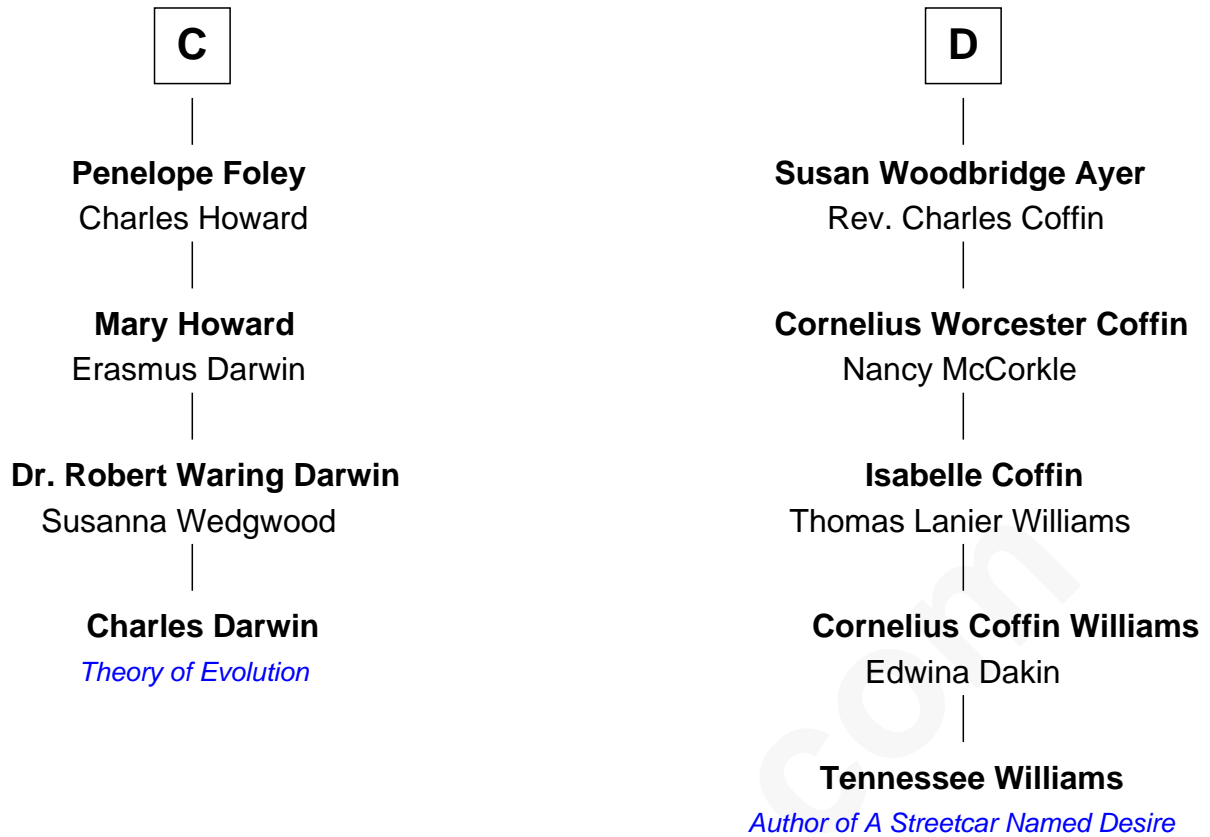 C
Penelope Foley
Charles Howard
Mary Howard
Erasmus Darwin
Dr. Robert Waring Darwin
Susanna Wedgwood
Charles Darwin
Theory of Evolution
D
Susan Woodbridge Ayer
Rev. Charles Coffin
Cornelius Worcester Coffin
Nancy McCorkle
Isabelle Coffin
Thomas Lanier Williams
Cornelius Coffin Williams
Edwina Dakin
Tennessee Williams
Author of A Streetcar Named Desire
com